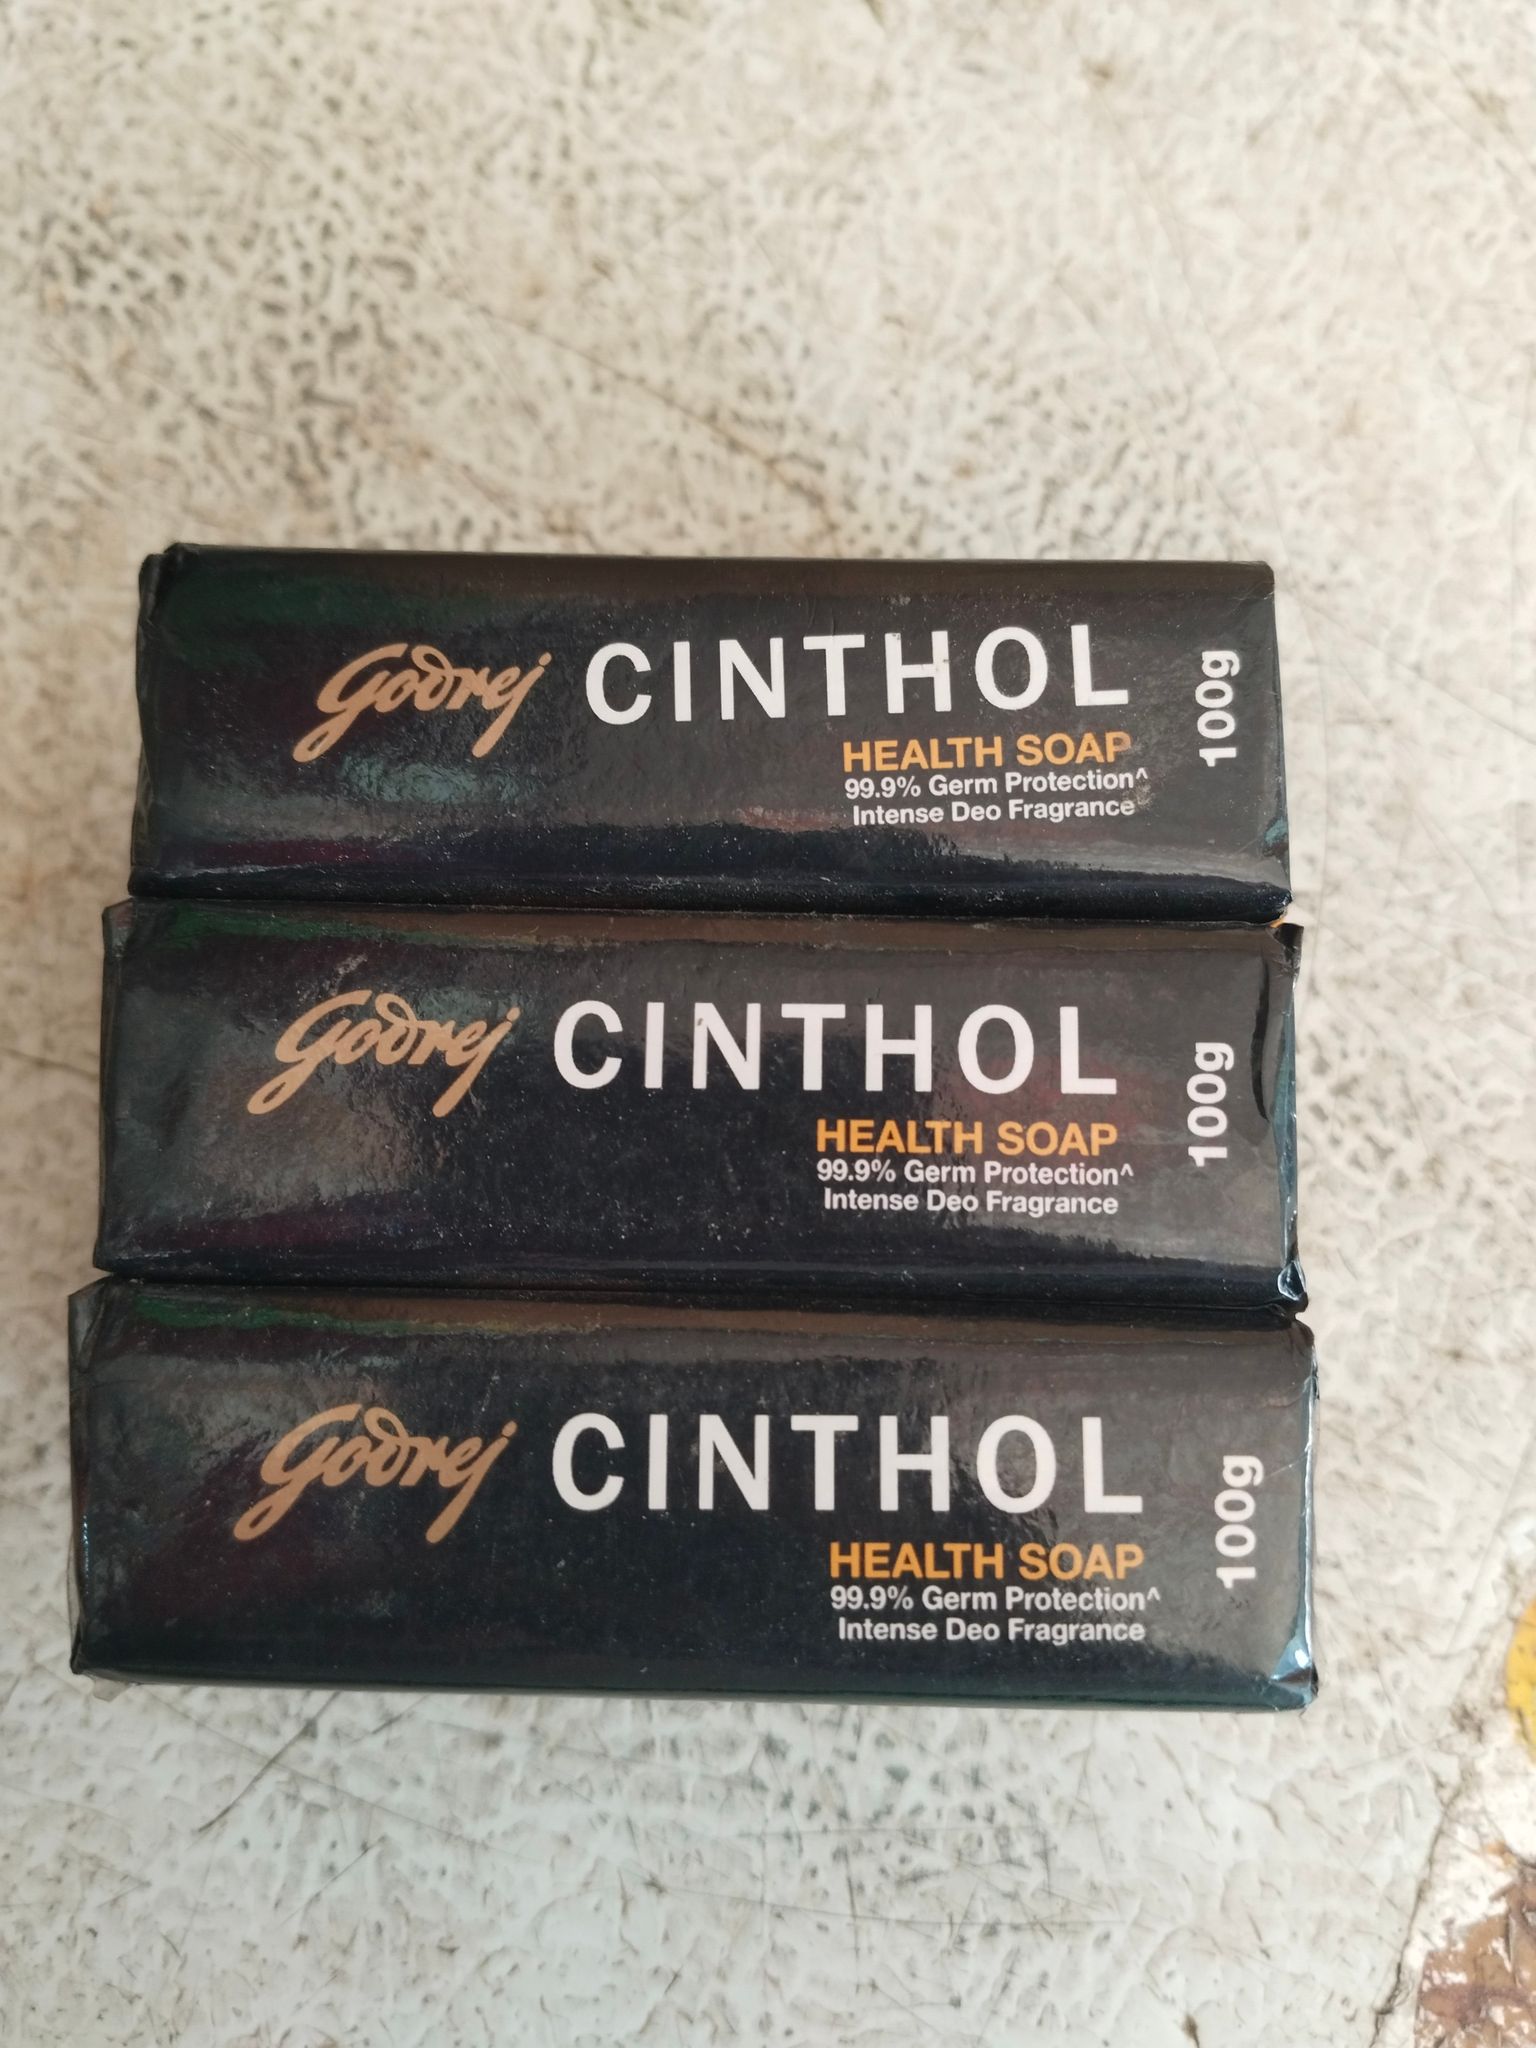 Godrej CINTHOL
HEALTH SOAP
99.9% Germ Protection^
Intense Deo Fragrance
100g
Godrej CINTHOL
HEALTH SOAP
99.9% Germ Protection^
Intense Deo Fragrance
100g
Godrej CINTHOL
HEALTH SOAP
99.9% Germ Protection^
Intense Deo Fragrance
100g